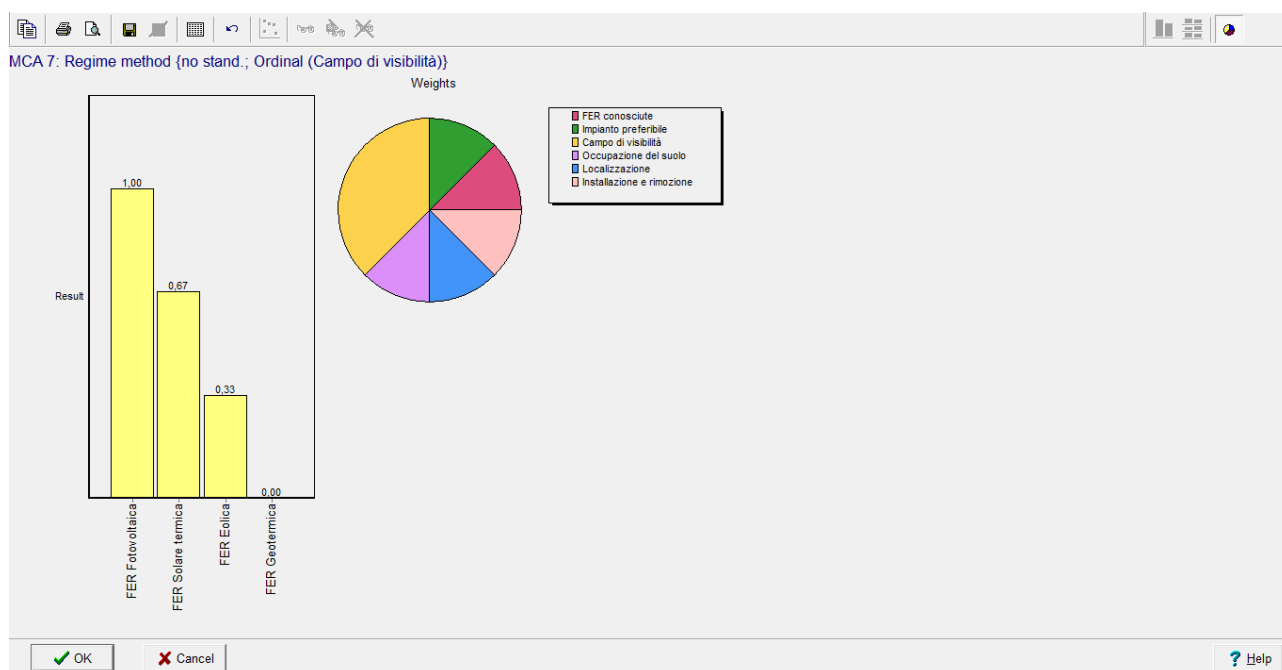 MCA 7: Regime method {no stand.; Ordinal (Campo di visibilità)}
Weights
FER conosciute
Impianto preferibile
Campo di visibilità
Occupazione del suolo
Localizzazione
Installazione e rimozione
1,00
0,67
Result
0,33
0,00
FER Fotovoltaica
FER Solare termica
FER Eolica
FER Geotermica
OK
Cancel
? Help